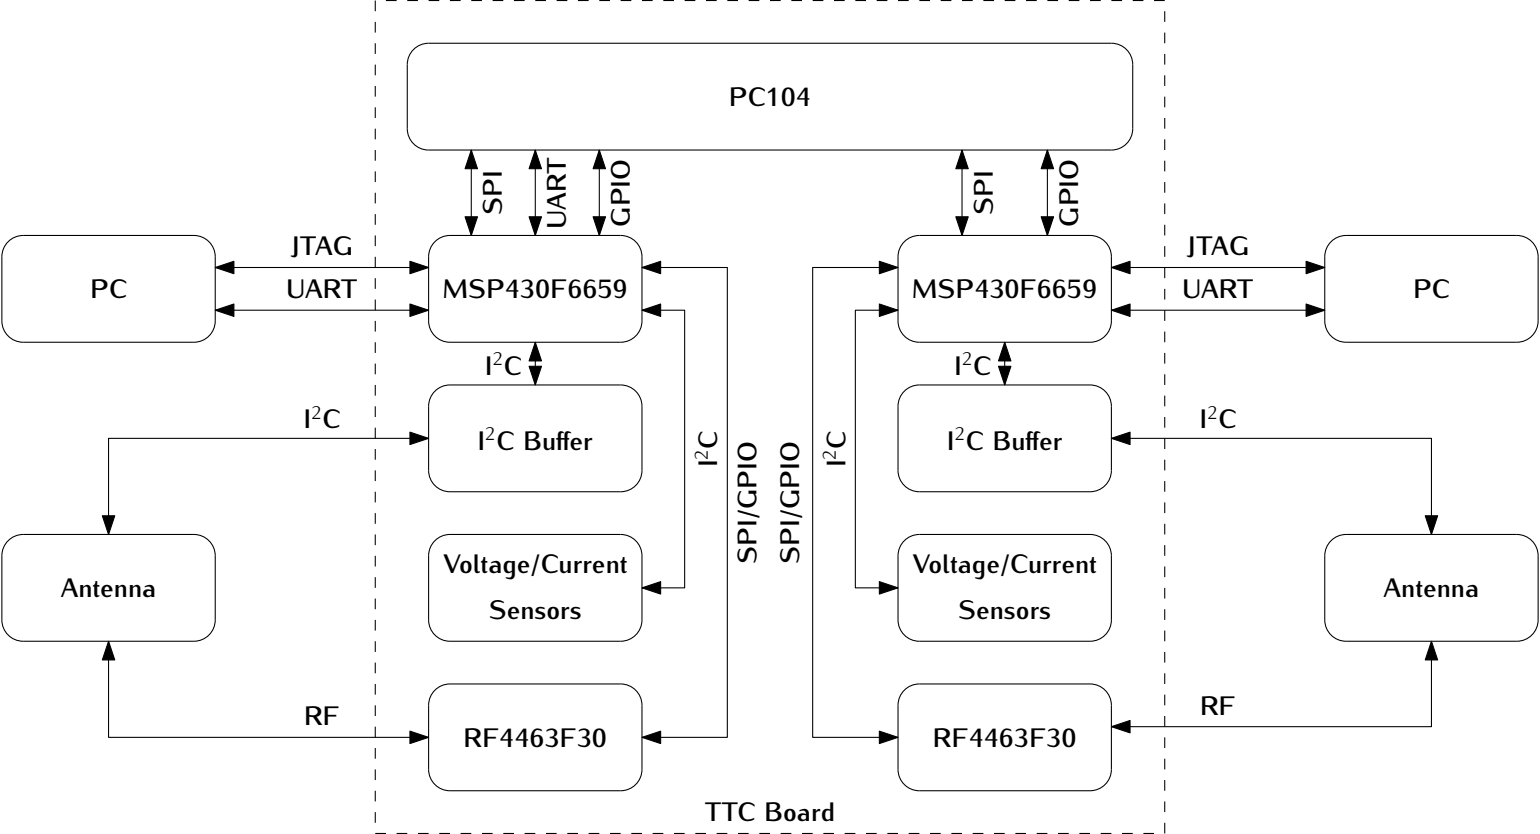 PC104
SPI
UART
GPIO
SPI
GPIO
JTAG
UART
PC
MSP430F6659
MSP430F6659
JTAG
UART
PC
I²C
I²C
I²C
I²C Buffer
I²C
SPI/GPIO
SPI/GPIO
I²C
I²C Buffer
I²C
Antenna
Voltage/Current
Sensors
Voltage/Current
Sensors
Antenna
RF
RF4463F30
RF4463F30
RF
TTC Board